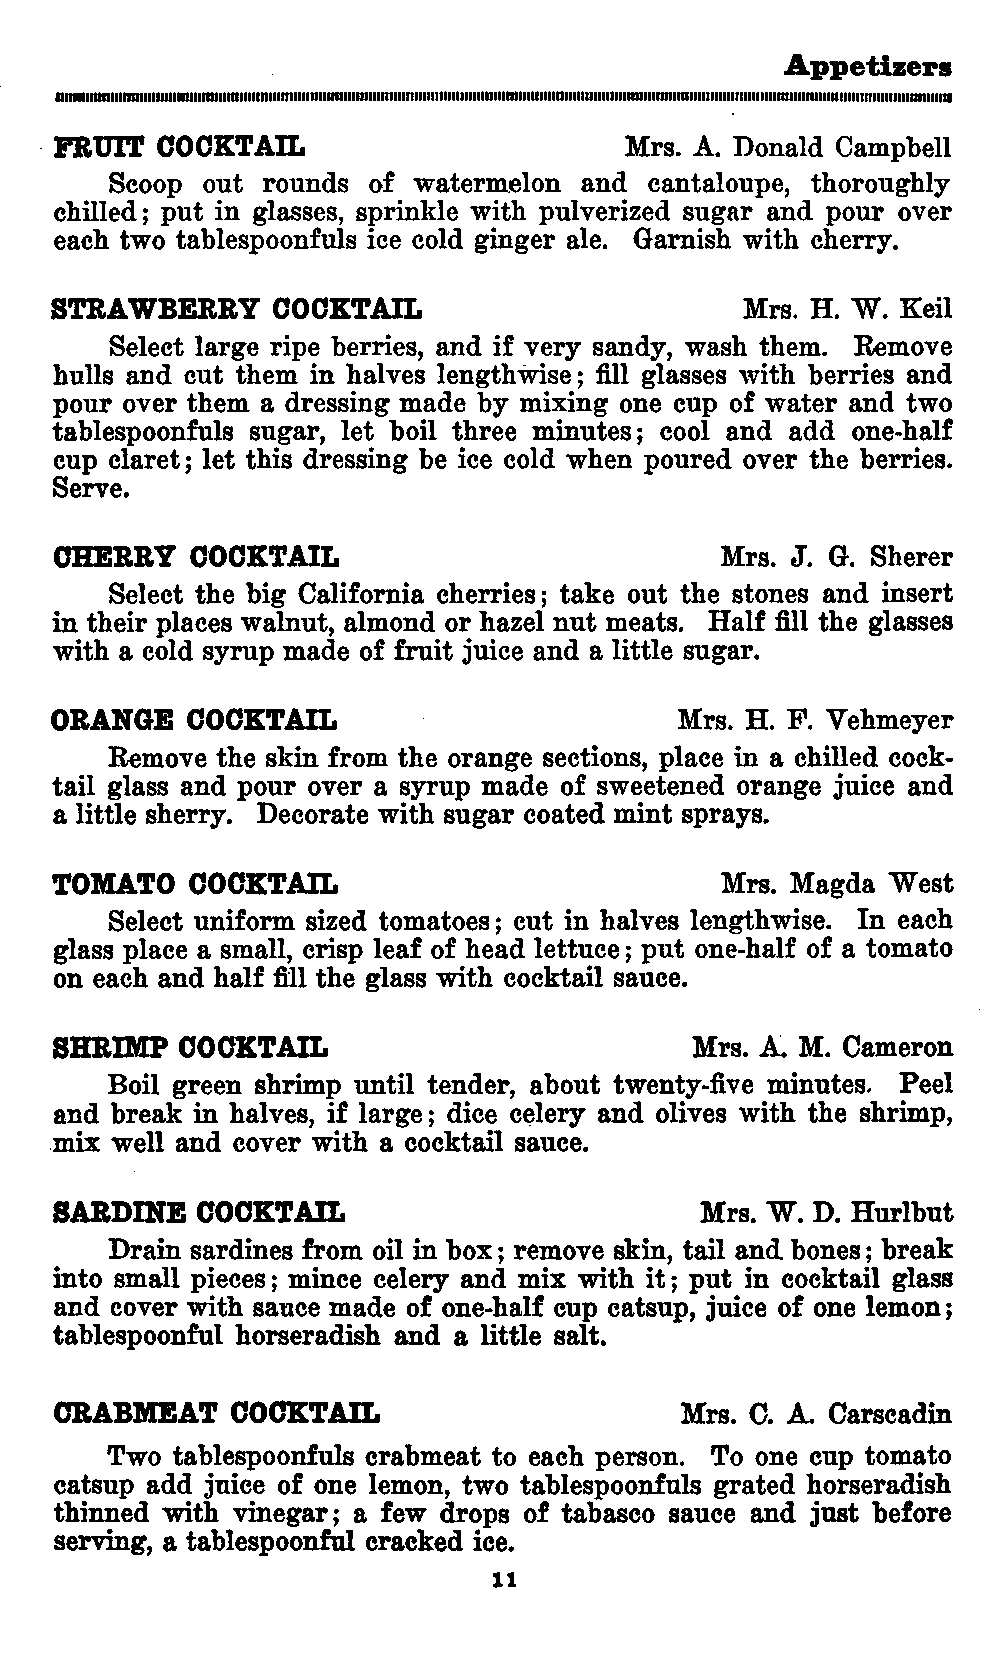 Appetizers
FRUIT COCKTAIL Mrs. A. Donald Campbell
Scoop out rounds of watermelon and cantaloupe, thoroughly
chilled; put in glasses, sprinkle with pulverized sugar and pour over
each two tablespoonfuls ice cold ginger ale. Garnish with cherry.
STRAWBERRY COCKTAIL Mrs. H. W. Keil
Select large ripe berries, and if very sandy, wash them. Remove
hulls and cut them in halves lengthwise; fill glasses with berries and
pour over them a dressing made by mixing one cup of water and two
tablespoonfuls sugar, let boil three minutes; cool and add one-half
cup claret; let this dressing be ice cold when poured over the berries.
Serve.
CHERRY COCKTAIL Mrs. J. G. Sherer
Select the big California cherries; take out the stones and insert
in their places walnut, almond or hazel nut meats. Half fill the glasses
with a cold syrup made of fruit juice and a little sugar.
ORANGE COCKTAIL Mrs. H. F. Vehmeyer
Remove the skin from the orange sections, place in a chilled cock-
tail glass and pour over a syrup made of sweetened orange juice and
a little sherry. Decorate with sugar coated mint sprays.
TOMATO COCKTAIL Mrs. Magda West
Select uniform sized tomatoes; cut in halves lengthwise. In each
glass place a small, crisp leaf of head lettuce; put one-half of a tomato
on each and half fill the glass with cocktail sauce.
SHRIMP COCKTAIL Mrs. A. M. Cameron
Boil green shrimp until tender, about twenty-five minutes. Peel
and break in halves, if large; dice celery and olives with the shrimp,
mix well and cover with a cocktail sauce.
SARDINE COCKTAIL Mrs. W. D. Hurlbut
Drain sardines from oil in box; remove skin, tail and bones; break
into small pieces; mince celery and mix with it; put in cocktail glass
and cover with sauce made of one-half cup catsup, juice of one lemon;
tablespoonful horseradish and a little salt.
CRABMEAT COCKTAIL Mrs. C. A. Carscadin
Two tablespoonfuls crabmeat to each person. To one cup tomato
catsup add juice of one lemon, two tablespoonfuls grated horseradish
thinned with vinegar; a few drops of tabasco sauce and just before
serving, a tablespoonful cracked ice.
11